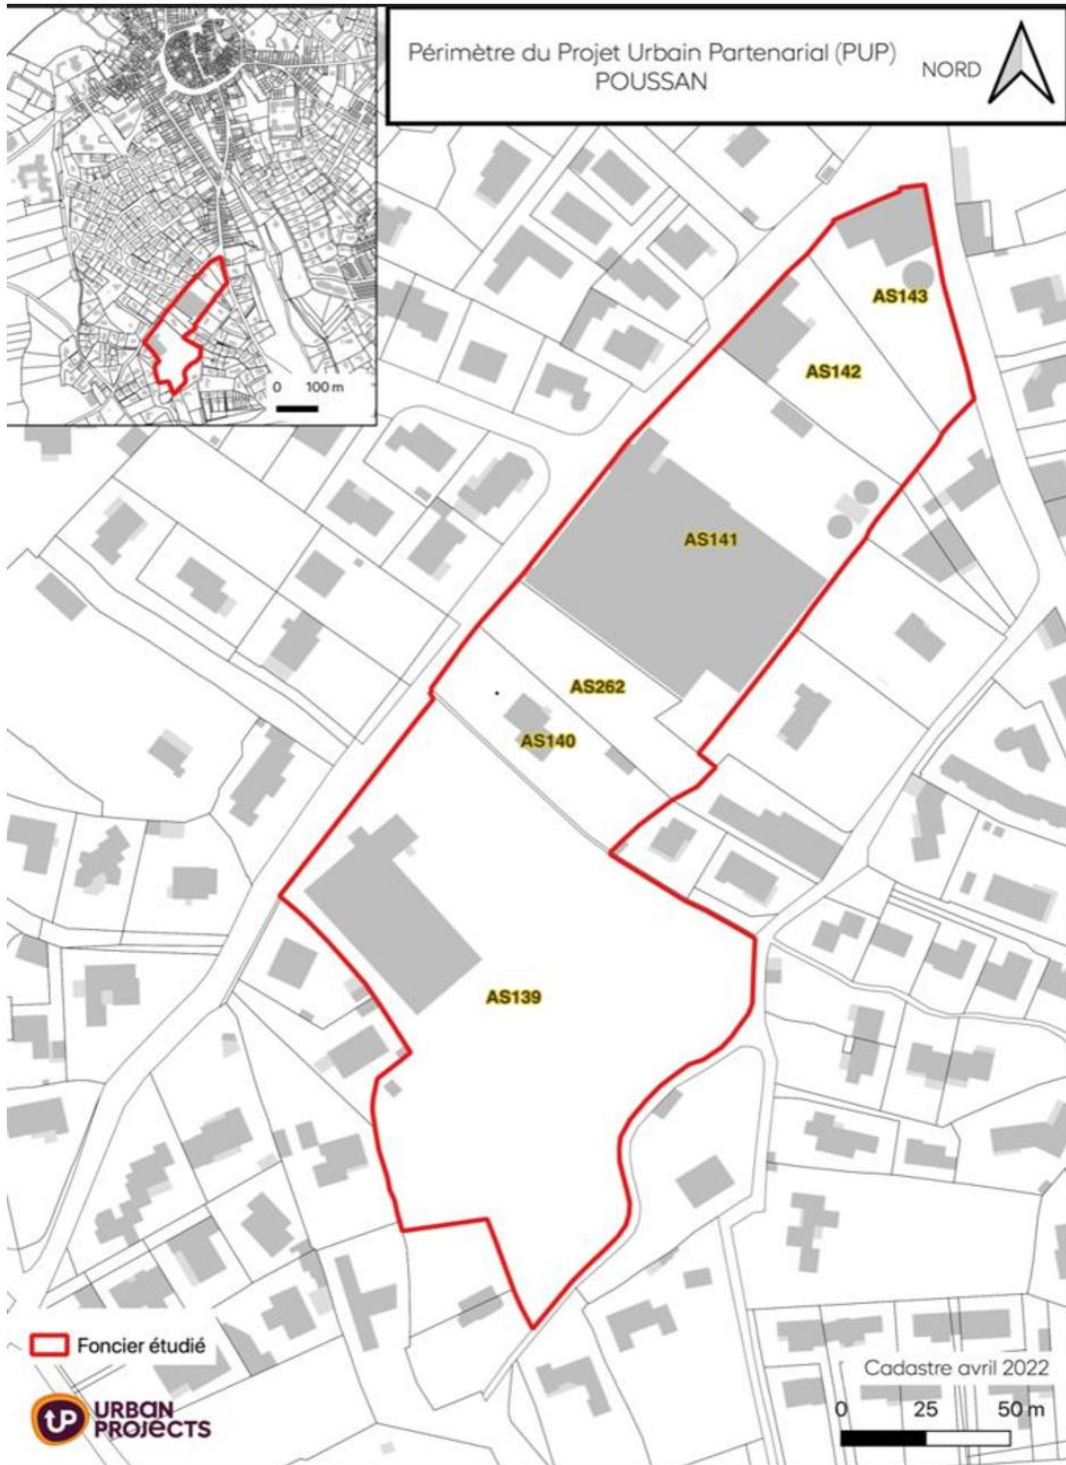 Périmètre du Projet Urbain Partenarial (PUP)
POUSSAN
NORD
0 100 m
AS143
AS142
AS141
AS262
AS140
AS139
Foncier étudié
UP URBAN
PROJECTS
Cadastre avril 2022
0 25 50 m